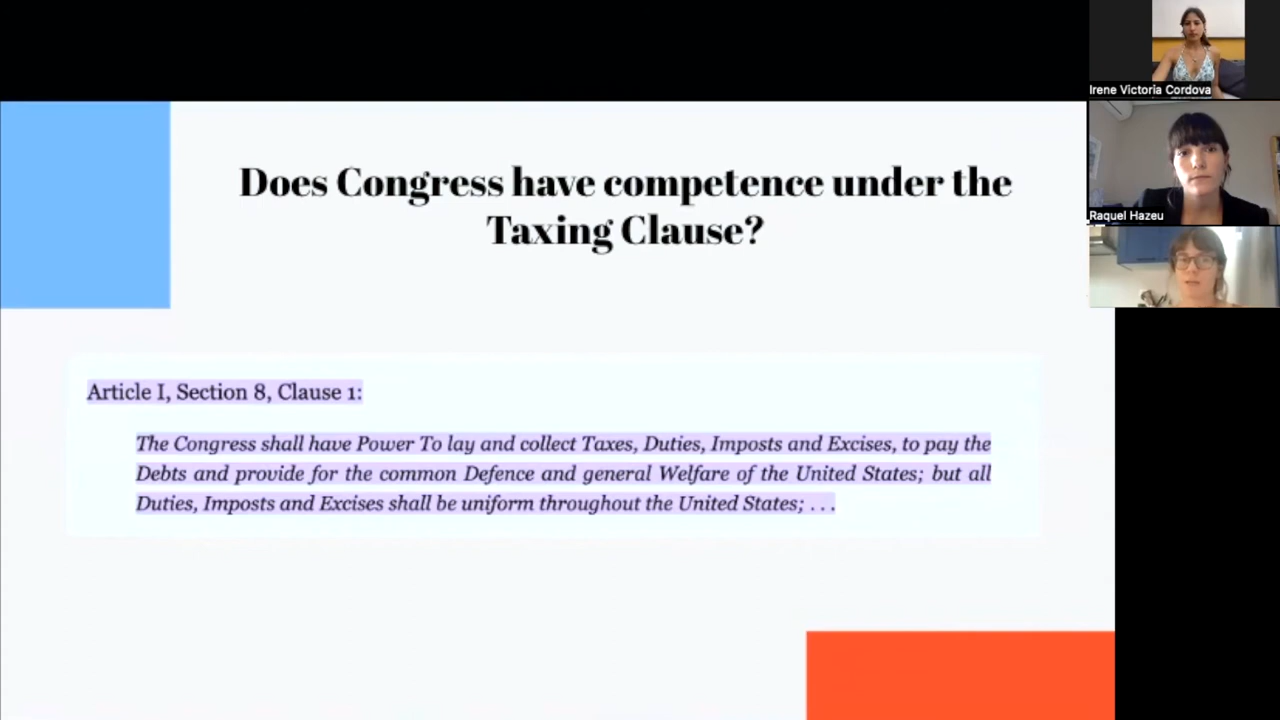 Does Congress have competence under the
Taxing Clause?
Article I, Section 8, Clause 1:
The Congress shall have Power To lay and collect Taxes, Duties, Imposts and Excises, to pay the
Debts and provide for the common Defence and general Welfare of the United States; but all
Duties, Imposts and Excises shall be uniform throughout the United States; . . .
Irene Victoria Cordova
Raquel Hazeu